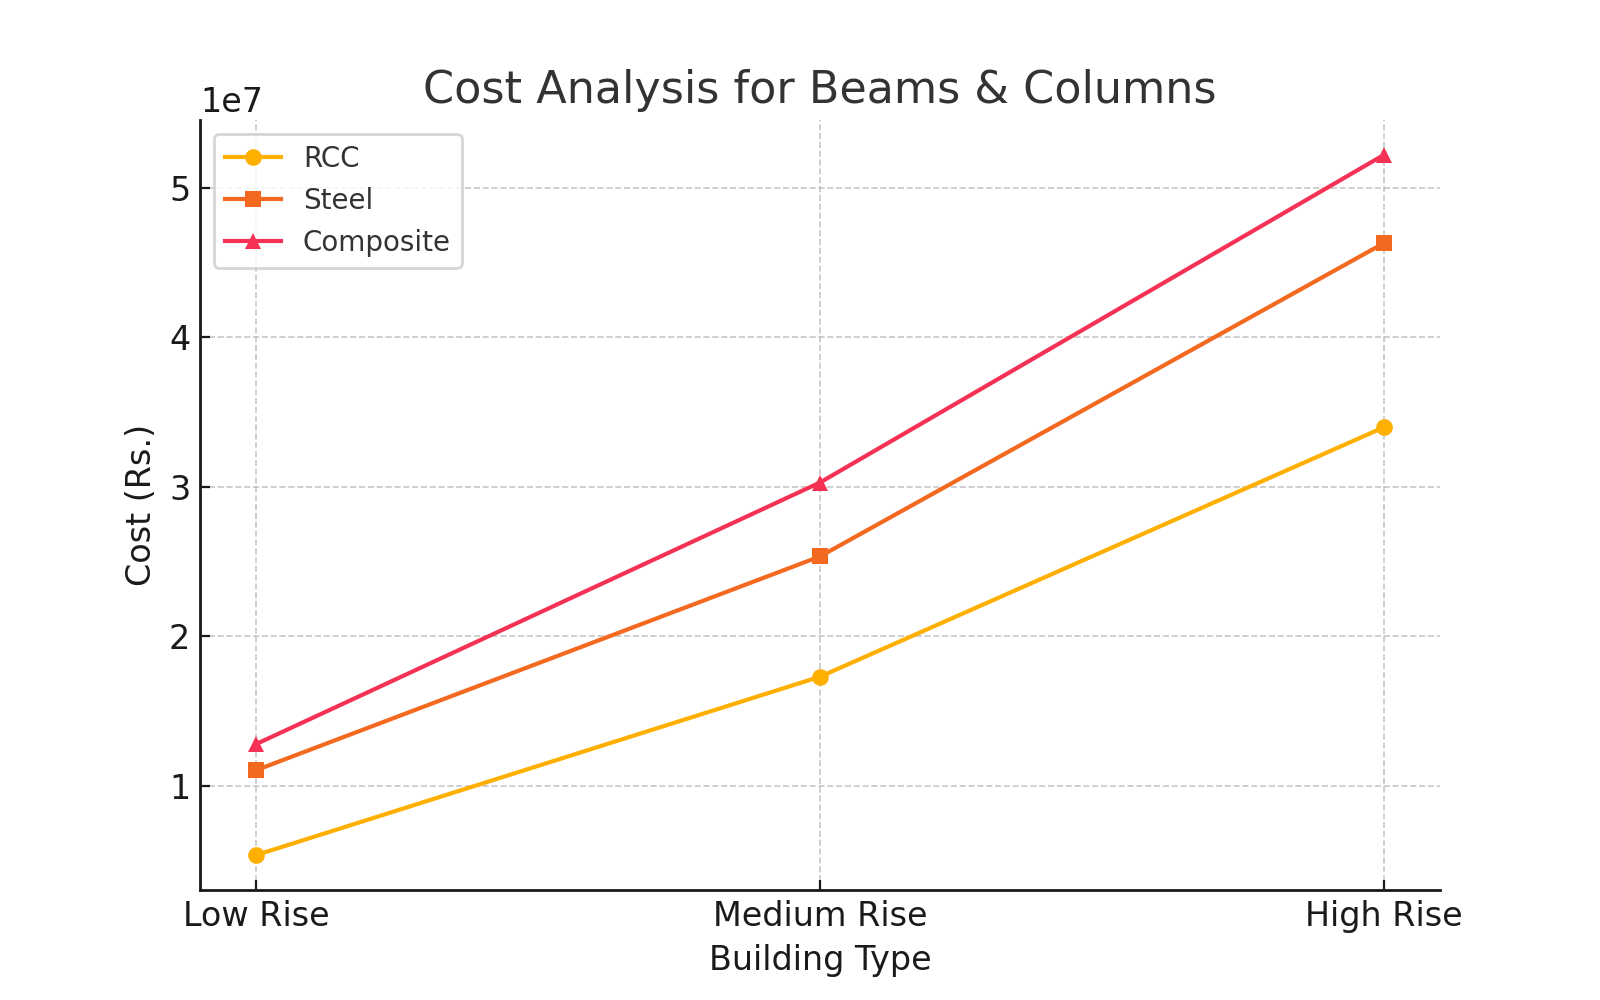 Cost Analysis for Beams & Columns
1e7
RCC
Steel
Composite
5
4
3
2
1
Cost (Rs.)
Low Rise
Medium Rise
High Rise
Building Type